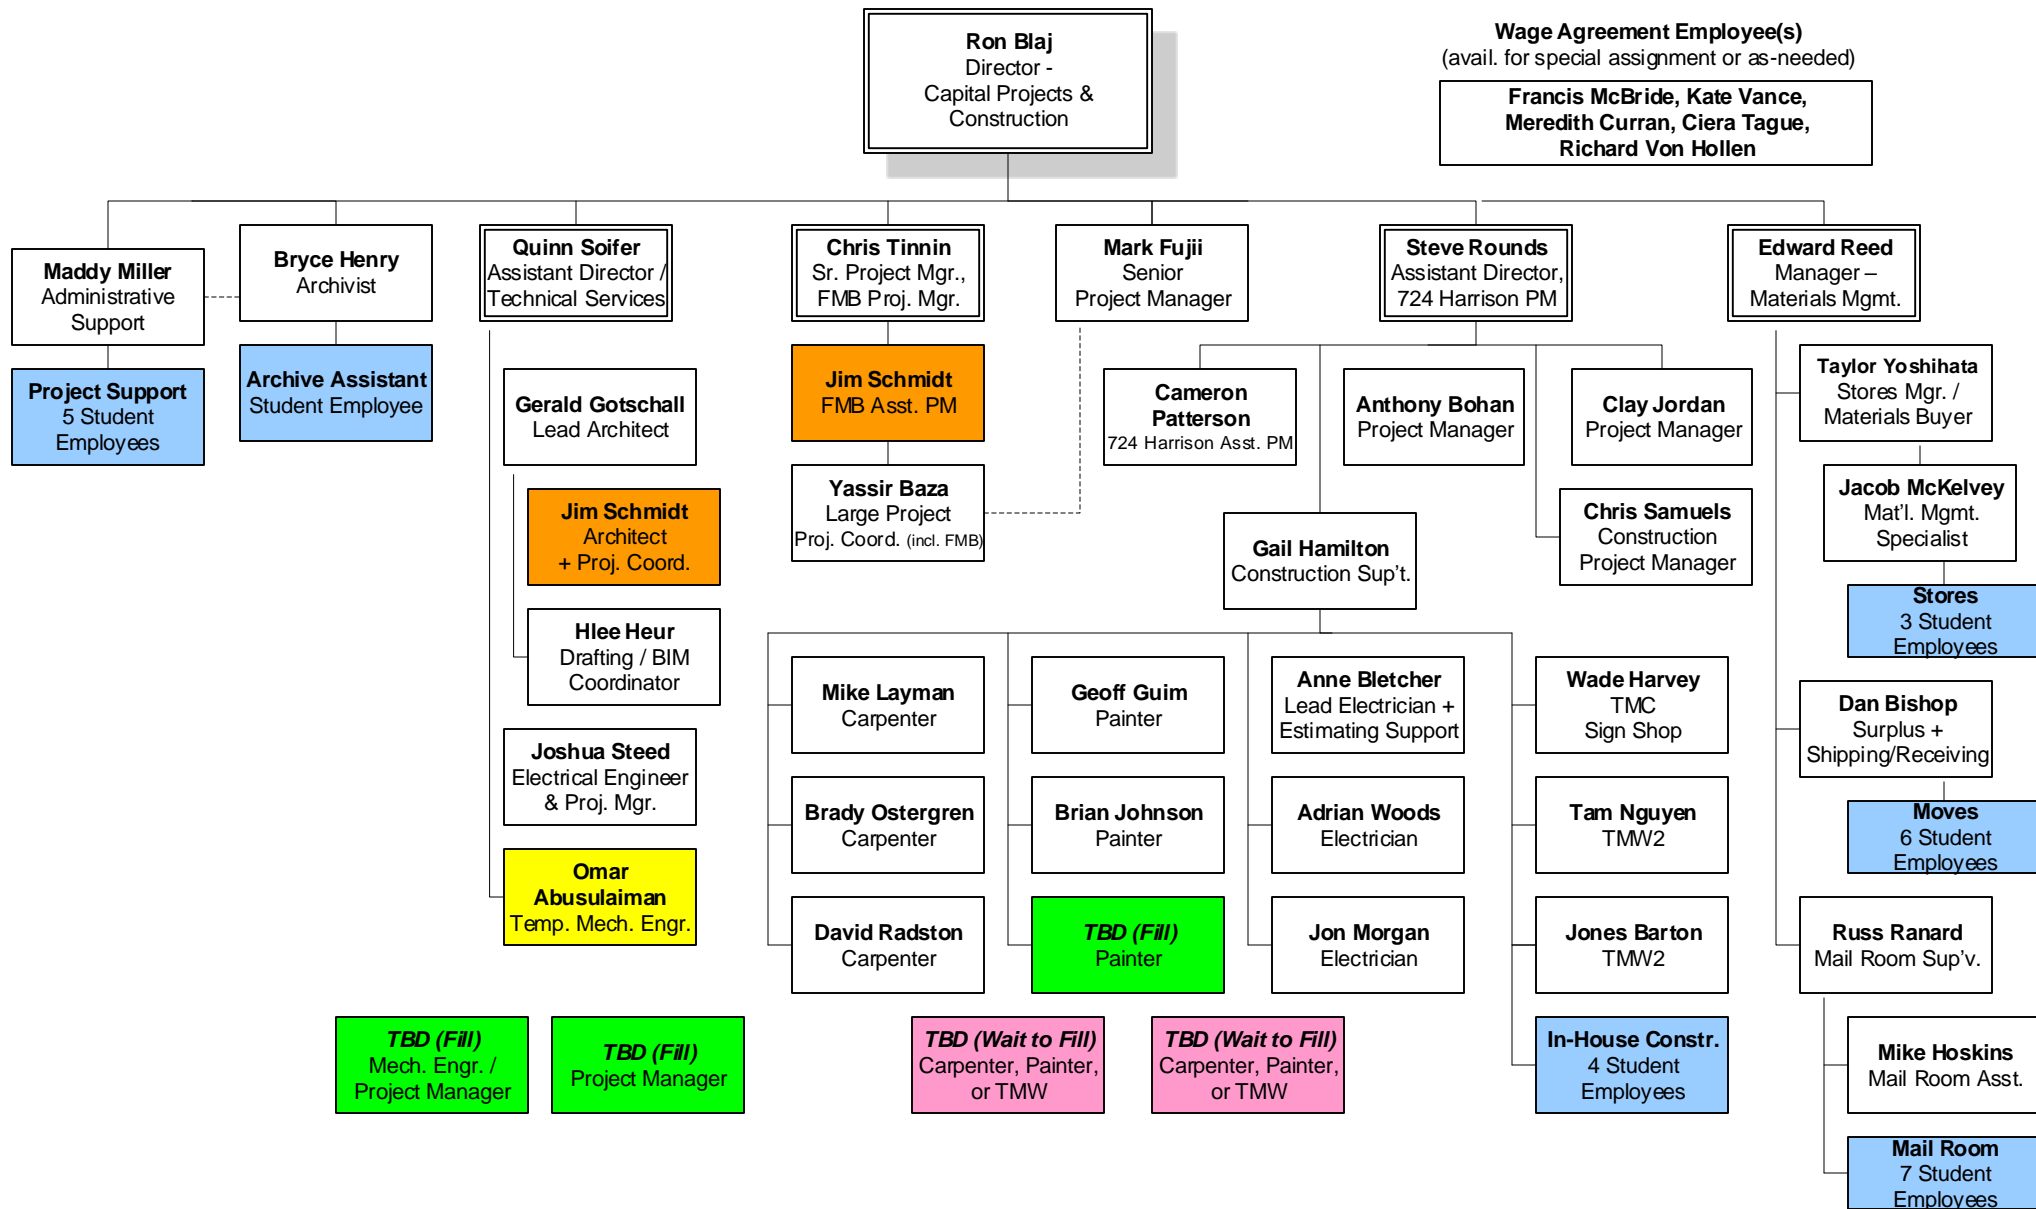 Ron Blaj
Director -
Capital Projects &
Construction
Wage Agreement Employee(s)
(avail. for special assignment or as-needed)
Francis McBride, Kate Vance,
Meredith Curran, Ciera Tague,
Richard Von Hollen
Maddy Miller
Administrative
Support
Bryce Henry
Archivist
Quinn Soifer
Assistant Director /
Technical Services
Chris Tinnin
Sr. Project Mgr.,
FMB Proj. Mgr.
Mark Fujii
Senior
Project Manager
Steve Rounds
Assistant Director,
724 Harrison PM
Edward Reed
Manager –
Materials Mgmt.
Project Support
5 Student
Employees
Archive Assistant
Student Employee
Gerald Gotschall
Lead Architect
Jim Schmidt
Architect
+ Proj. Coord.
Hlee Heur
Drafting / BIM
Coordinator
Joshua Steed
Electrical Engineer
& Proj. Mgr.
Omar
Abusulaiman
Temp. Mech. Engr.
Jim Schmidt
FMB Asst. PM
Yassir Baza
Large Project
Proj. Coord. (incl. FMB)
Cameron
Patterson
724 Harrison Asst. PM
Anthony Bohan
Project Manager
Clay Jordan
Project Manager
Chris Samuels
Construction
Project Manager
Gail Hamilton
Construction Sup't.
Mike Layman
Carpenter
Brady Ostergren
Carpenter
David Radston
Carpenter
Geoff Guim
Painter
Brian Johnson
Painter
TBD (Fill)
Painter
Anne Bletcher
Lead Electrician +
Estimating Support
Adrian Woods
Electrician
Jon Morgan
Electrician
Wade Harvey
TMC
Sign Shop
Tam Nguyen
TMW2
Jones Barton
TMW2
In-House Constr.
4 Student
Employees
Taylor Yoshihata
Stores Mgr. /
Materials Buyer
Jacob McKelvey
Mat'l. Mgmt.
Specialist
Stores
3 Student
Employees
Dan Bishop
Surplus +
Shipping/Receiving
Moves
6 Student
Employees
Russ Ranard
Mail Room Sup'v.
Mike Hoskins
Mail Room Asst.
Mail Room
7 Student
Employees
TBD (Fill)
Mech. Engr. /
Project Manager
TBD (Fill)
Project Manager
TBD (Wait to Fill)
Carpenter, Painter,
or TMW
TBD (Wait to Fill)
Carpenter, Painter,
or TMW